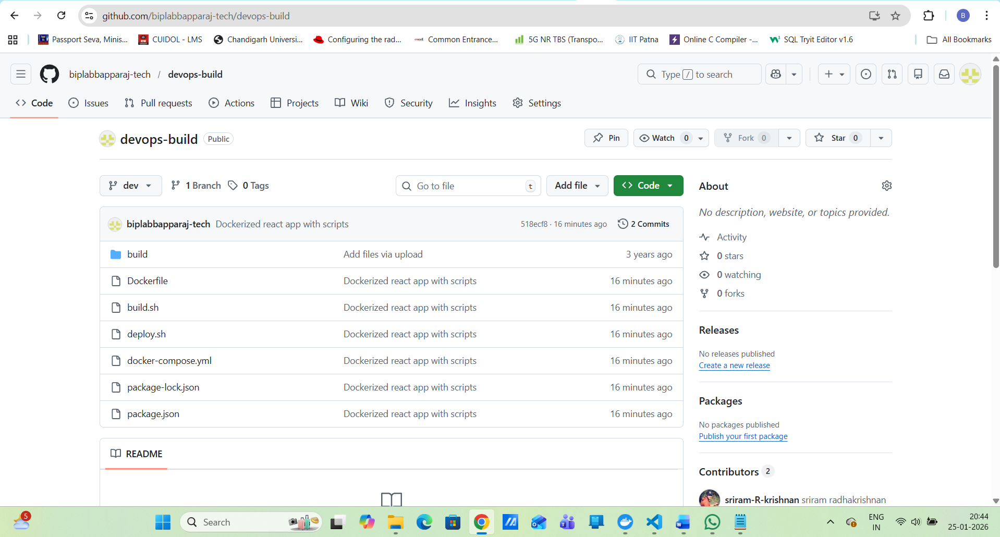 github.com/biplabbapparaj-tech/devops-build
B
Passport Seva, Minis...
CUIDOL - LMS
Chandigarh Universi...
Configuring the rad...
Common Entrance...
5G NR TBS (Transpo...
IIT Patna
Online C Compiler -...
SQL Tryit Editor v1.6
All Bookmarks
biplabbapparaj-tech / devops-build
Type / to search
Code
Issues
Pull requests
Actions
Projects
Wiki
Security
Insights
Settings
devops-build Public
Pin
Watch 0
Fork 0
Star 0
dev
1 Branch
0 Tags
Go to file t
Add file
Code
biplabbapparaj-tech Dockerized react app with scripts 518ecf8 · 16 minutes ago 2 Commits
build Add files via upload 3 years ago
Dockerfile Dockerized react app with scripts 16 minutes ago
build.sh Dockerized react app with scripts 16 minutes ago
deploy.sh Dockerized react app with scripts 16 minutes ago
docker-compose.yml Dockerized react app with scripts 16 minutes ago
package-lock.json Dockerized react app with scripts 16 minutes ago
package.json Dockerized react app with scripts 16 minutes ago
README
About
No description, website, or topics provided.
Activity
0 stars
0 watching
0 forks
Releases
No releases published
Create a new release
Packages
No packages published
Publish your first package
Contributors 2
sriram-R-krishnan sriram radhakrishnan
5
Search
ENG
IN
20:44
25-01-2026